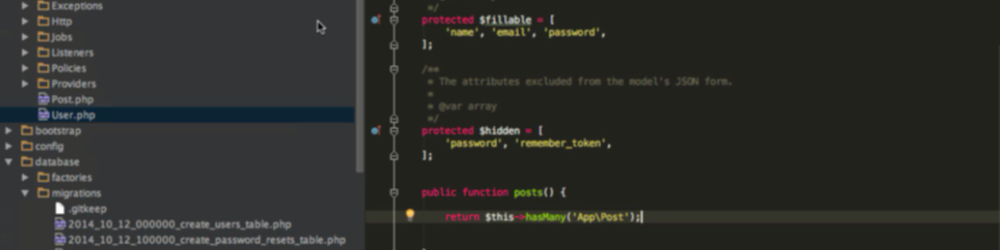 Exceptions
Http
Jobs
Listeners
Policies
Providers
Post.php
User.php
bootstrap
config
database
factories
migrations
.gitkeep
2014_10_12_000000_create_users_table.php
2014_10_12_100000_create_password_resets_table.php
*/
protected $fillable = [
'name', 'email', 'password',
];
/**
* The attributes excluded from the model's JSON form.
*
* @var array
*/
protected $hidden = [
'password', 'remember_token',
];
public function posts() {
return $this->hasMany('App\Post');